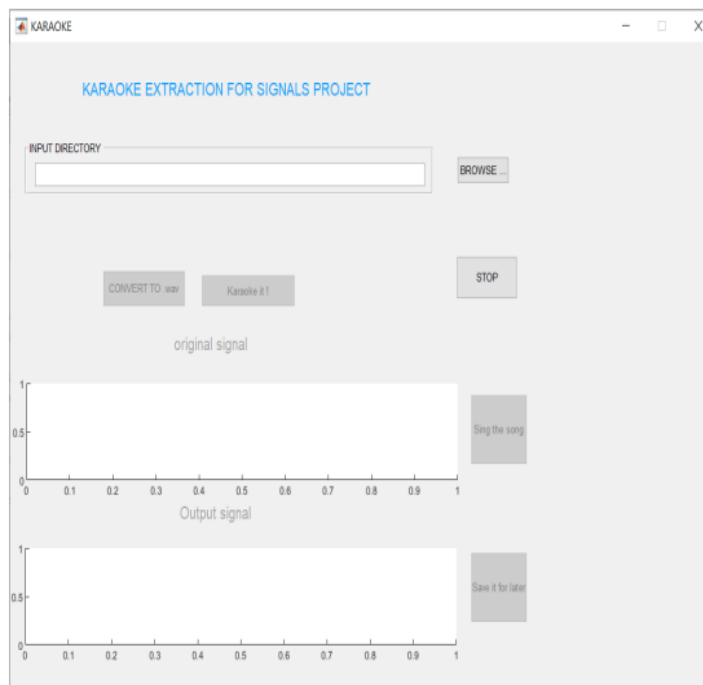 KARAOKE
KARAOKE EXTRACTION FOR SIGNALS PROJECT
INPUT DIRECTORY
BROWSE ...
CONVERT TO .wav
Karaoke it !
STOP
original signal
1
0.5
0
0 0.1 0.2 0.3 0.4 0.5 0.6 0.7 0.8 0.9 1
Sing the song
Output signal
1
0.5
0
0 0.1 0.2 0.3 0.4 0.5 0.6 0.7 0.8 0.9 1
Save it for later